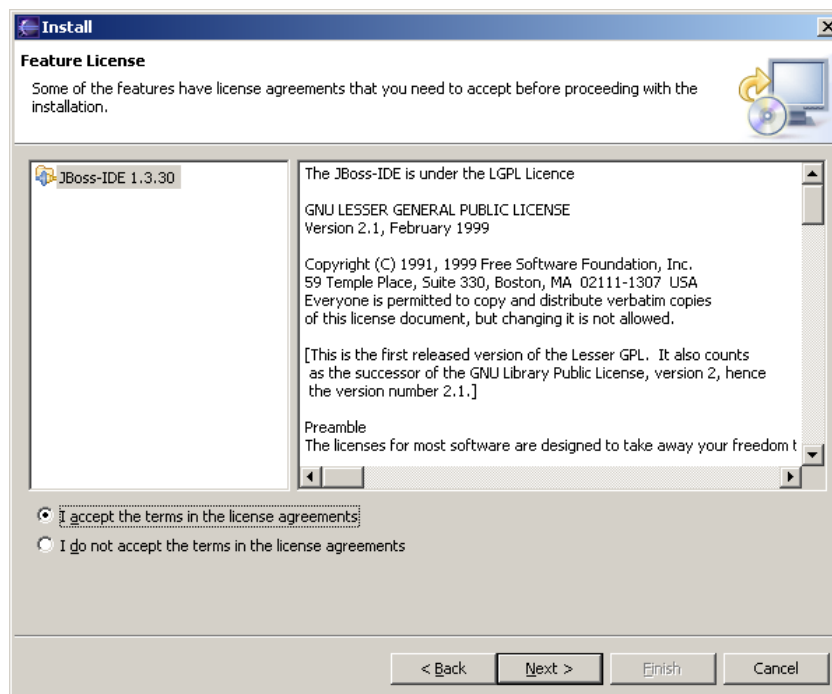 Install
Feature License
Some of the features have license agreements that you need to accept before proceeding with the
installation.
JBoss-IDE 1.3.30
The JBoss-IDE is under the LGPL Licence
GNU LESSER GENERAL PUBLIC LICENSE
Version 2.1, February 1999
Copyright (C) 1991, 1999 Free Software Foundation, Inc.
59 Temple Place, Suite 330, Boston, MA  02111-1307  USA
Everyone is permitted to copy and distribute verbatim copies
of this license document, but changing it is not allowed.
[This is the first released version of the Lesser GPL.  It also counts
as the successor of the GNU Library Public License, version 2, hence
the version number 2.1.]
Preamble
The licenses for most software are designed to take away your freedom t
I accept the terms in the license agreements
I do not accept the terms in the license agreements
< Back
Next >
Finish
Cancel